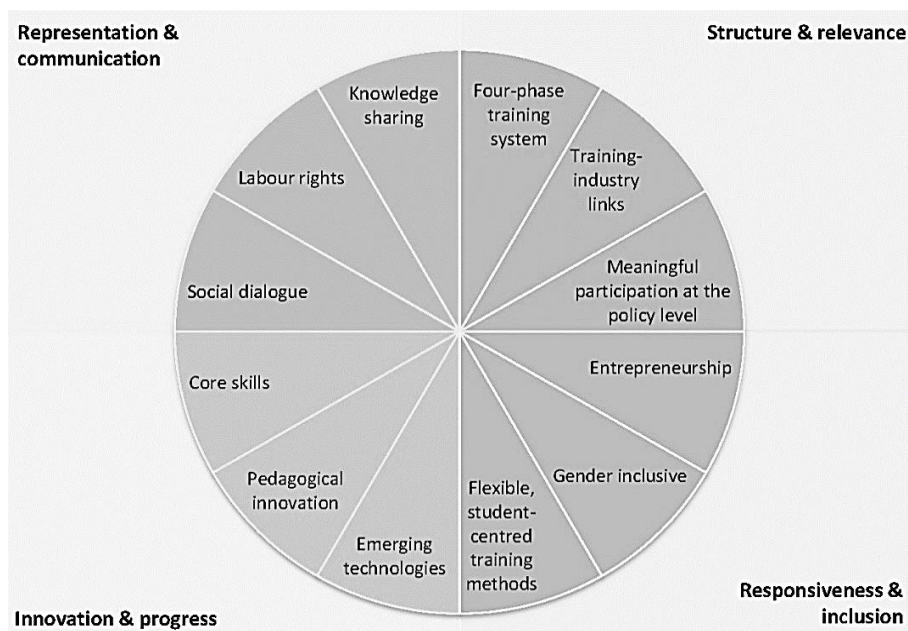 Representation &
communication
Structure & relevance
Knowledge
sharing
Four-phase
training
system
Labour rights
Training-
industry
links
Social dialogue
Meaningful
participation at the
policy level
Core skills
Entrepreneurship
Pedagogical
innovation
Gender inclusive
Emerging
technologies
Flexible,
student-
centred
training
methods
Innovation & progress
Responsiveness &
inclusion